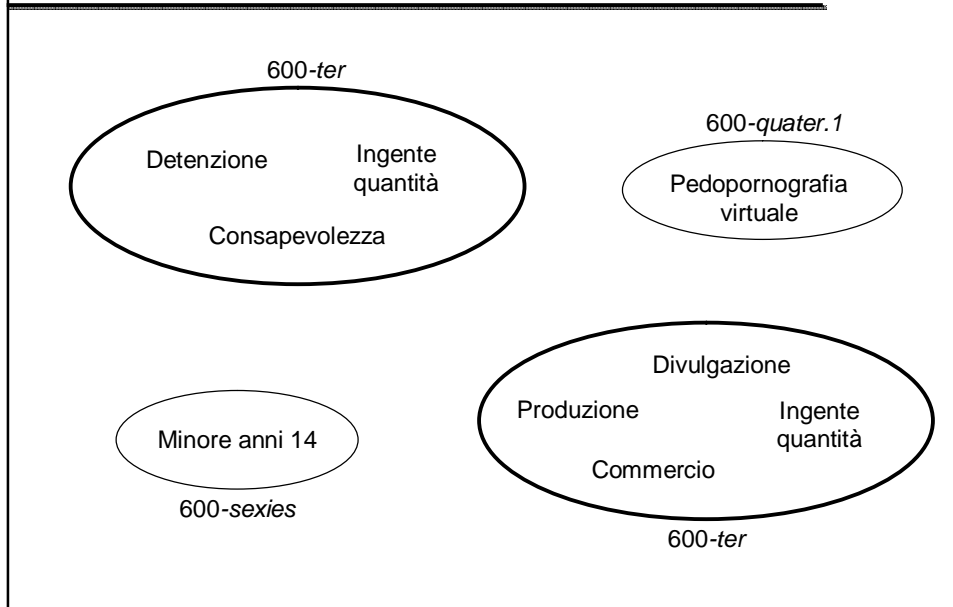 600-ter
Detenzione
Ingente
quantità
Consapevolezza
600-quater.1
Pedopornografia
virtuale
Minore anni 14
600-sexies
Divulgazione
Produzione
Ingente
quantità
Commercio
600-ter